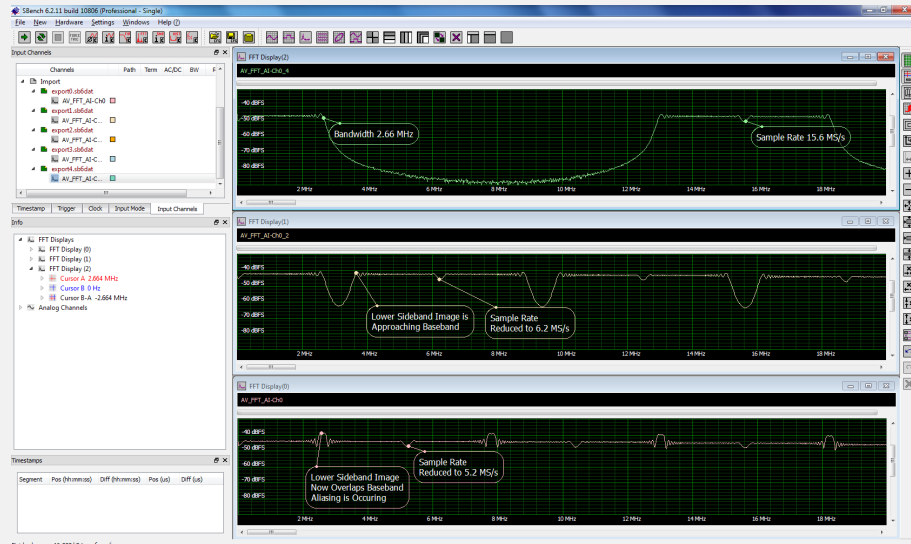 SBench 6.2.11 build 10806 (Professional - Single)
File New Hardware Settings Windows Help (?)
Input Channels
Channels Path Term AC/DC BW
Import
export0.sb6dat
AV_FFT_AI-Ch0
export1.sb6dat
AV_FFT_AI-C...
export2.sb6dat
AV_FFT_AI-C...
export3.sb6dat
AV_FFT_AI-C...
export4.sb6dat
AV_FFT_AI-C...
Timestamp Trigger Clock Input Mode Input Channels
Info
FFT Displays
FFT Display (0)
FFT Display (1)
FFT Display (2)
Cursor A 2.664 MHz
Cursor B 0 Hz
Cursor B-A -2.664 MHz
Analog Channels
Timestamps
Segment Pos (hh:mm:ss) Diff (hh:mm:ss) Pos (us) Diff (us)
FFT Display(2)
AV_FFT_AI-Ch0_4
-40 dBFS
-50 dBFS
-60 dBFS
-70 dBFS
-80 dBFS
Bandwidth 2.66 MHz
Sample Rate 15.6 MS/s
2 MHz 4 MHz 6 MHz 8 MHz 10 MHz 12 MHz 14 MHz 16 MHz 18 MHz
FFT Display(1)
AV_FFT_AI-Ch0_2
-40 dBFS
-50 dBFS
-60 dBFS
-70 dBFS
-80 dBFS
Lower Sideband Image is
Approaching Baseband
Sample Rate
Reduced to 6.2 MS/s
2 MHz 4 MHz 6 MHz 8 MHz 10 MHz 12 MHz 14 MHz 16 MHz 18 MHz
FFT Display(0)
AV_FFT_AI-Ch0
-40 dBFS
-50 dBFS
-60 dBFS
-70 dBFS
-80 dBFS
Sample Rate
Reduced to 5.2 MS/s
Lower Sideband Image
Now Overlaps Baseband
Aliasing is Occuring
2 MHz 4 MHz 6 MHz 8 MHz 10 MHz 12 MHz 14 MHz 16 MHz 18 MHz